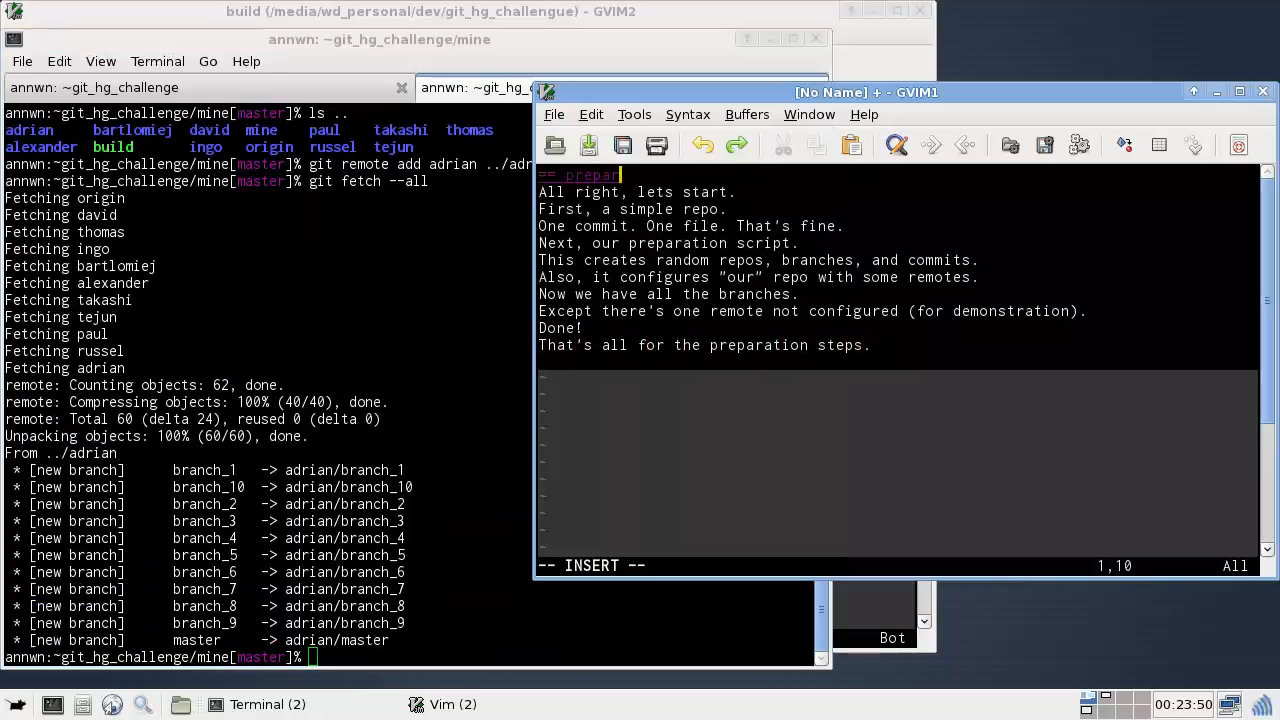 build (/media/wd_personal/dev/git_hg_challengue) - GVIM2
annwn: ~git_hg_challenge/mine
File Edit View Terminal Go Help
annwn: ~git_hg_challenge/mine
annwn: ~git_hg_c
annwn:~git_hg_challenge/mine[master]% ls ..
adrian bartlomiej david mine paul takashi thomas
alexander build ingo origin russel tejun
annwn:~git_hg_challenge/mine[master]% git remote add adrian ../adr
annwn:~git_hg_challenge/mine[master]% git fetch --all
Fetching origin
Fetching david
Fetching thomas
Fetching ingo
Fetching bartlomiej
Fetching alexander
Fetching takashi
Fetching tejun
Fetching paul
Fetching russel
Fetching adrian
remote: Counting objects: 62, done.
remote: Compressing objects: 100% (40/40), done.
remote: Total 60 (delta 24), reused 0 (delta 0)
Unpacking objects: 100% (60/60), done.
From ../adrian
* [new branch] branch_1 -> adrian/branch_1
* [new branch] branch_10 -> adrian/branch_10
* [new branch] branch_2 -> adrian/branch_2
* [new branch] branch_3 -> adrian/branch_3
* [new branch] branch_4 -> adrian/branch_4
* [new branch] branch_5 -> adrian/branch_5
* [new branch] branch_6 -> adrian/branch_6
* [new branch] branch_7 -> adrian/branch_7
* [new branch] branch_8 -> adrian/branch_8
* [new branch] branch_9 -> adrian/branch_9
* [new branch] master -> adrian/master
annwn:~git_hg_challenge/mine[master]%
[No Name] + - GVIM1
File Edit Tools Syntax Buffers Window Help
== prepar
All right, lets start.
First, a simple repo.
One commit. One file. That's fine.
Next, our preparation script.
This creates random repos, branches, and commits.
Also, it configures "our" repo with some remotes.
Now we have all the branches.
Except there's one remote not configured (for demonstration).
Done!
That's all for the preparation steps.
~
~
~
~
~
~
~
~
~
~
~
-- INSERT -- 1,10 All
Bot
Terminal (2) Vim (2) 00:23:50